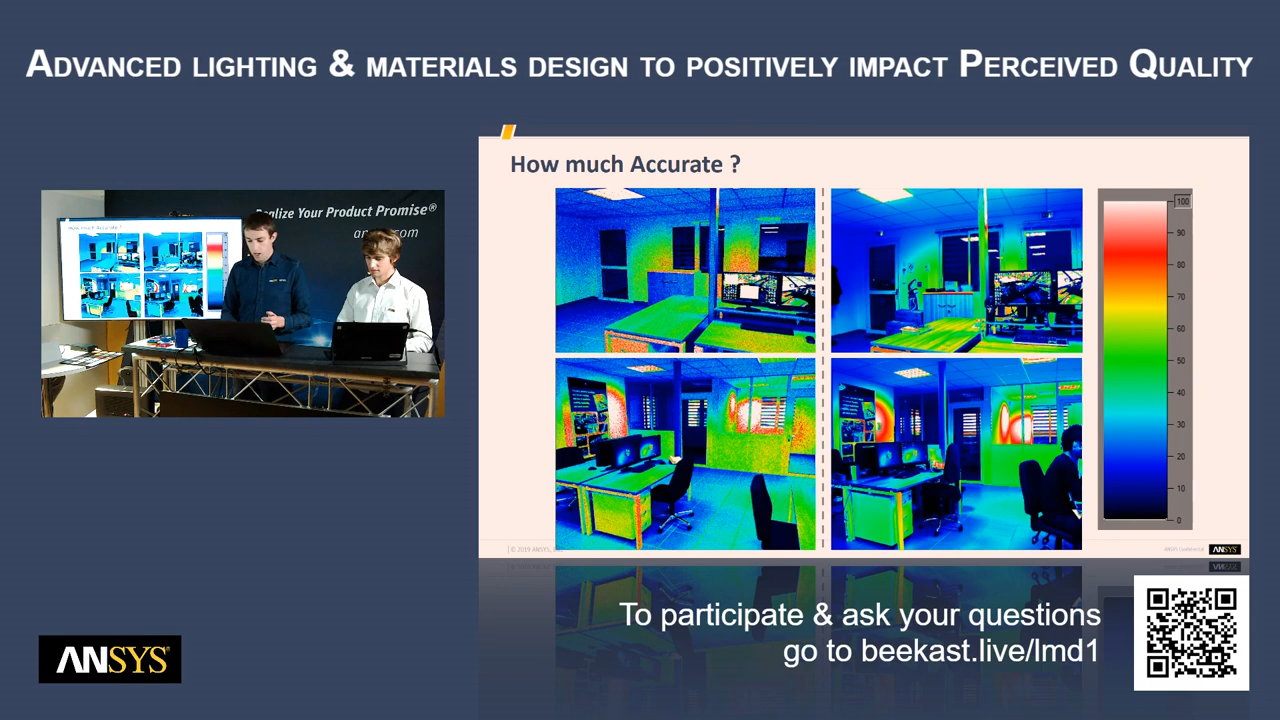 Advanced lighting & materials design to positively impact Perceived Quality
Realize Your Product Promise®
How much Accurate ?
100
90
80
70
60
50
40
30
20
10
0
© 2019 ANSYS,
ANSYS Confidential
ANSYS
To participate & ask your questions
go to beekast.live/lmd1
ANSYS